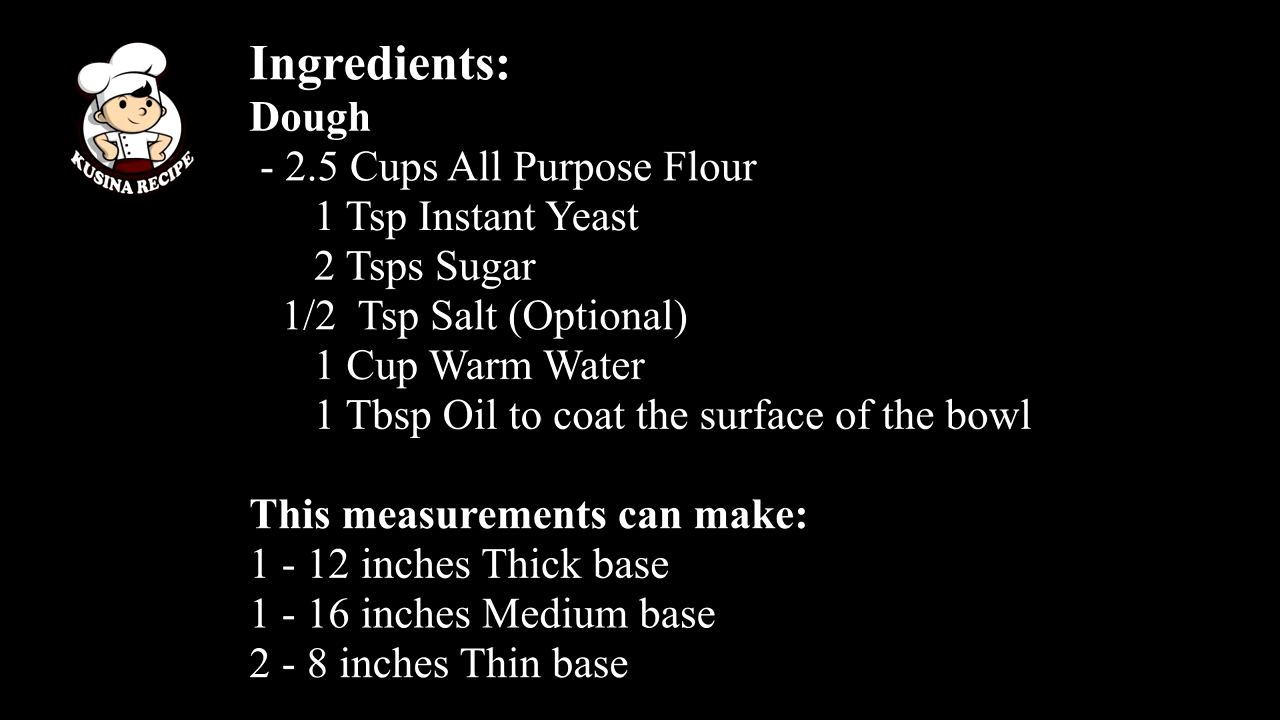 KUSINA RECIPE
Ingredients:
Dough
- 2.5 Cups All Purpose Flour
1 Tsp Instant Yeast
2 Tsps Sugar
1/2 Tsp Salt (Optional)
1 Cup Warm Water
1 Tbsp Oil to coat the surface of the bowl
This measurements can make:
1 - 12 inches Thick base
1 - 16 inches Medium base
2 - 8 inches Thin base